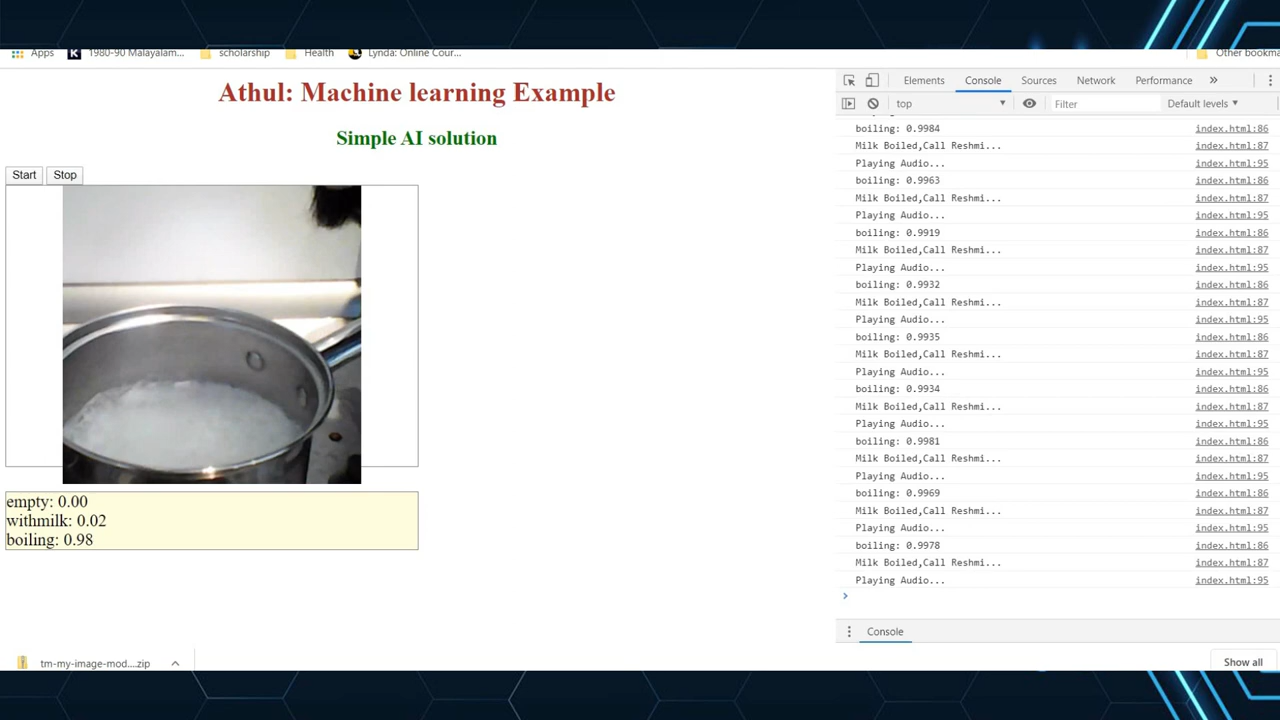 Apps 1980-90 Malayalam... scholarship Health Lynda: Online Cour... Other bookma
Athul: Machine learning Example
Simple AI solution
Start Stop
empty: 0.00
withmilk: 0.02
boiling: 0.98
tm-my-image-mod....zip
Elements Console Sources Network Performance »
top Filter Default levels
boiling: 0.9984 index.html:86
Milk Boiled,Call Reshmi... index.html:87
Playing Audio... index.html:95
boiling: 0.9963 index.html:86
Milk Boiled,Call Reshmi... index.html:87
Playing Audio... index.html:95
boiling: 0.9919 index.html:86
Milk Boiled,Call Reshmi... index.html:87
Playing Audio... index.html:95
boiling: 0.9932 index.html:86
Milk Boiled,Call Reshmi... index.html:87
Playing Audio... index.html:95
boiling: 0.9935 index.html:86
Milk Boiled,Call Reshmi... index.html:87
Playing Audio... index.html:95
boiling: 0.9934 index.html:86
Milk Boiled,Call Reshmi... index.html:87
Playing Audio... index.html:95
boiling: 0.9981 index.html:86
Milk Boiled,Call Reshmi... index.html:87
Playing Audio... index.html:95
boiling: 0.9969 index.html:86
Milk Boiled,Call Reshmi... index.html:87
Playing Audio... index.html:95
boiling: 0.9978 index.html:86
Milk Boiled,Call Reshmi... index.html:87
Playing Audio... index.html:95
Console
Show all